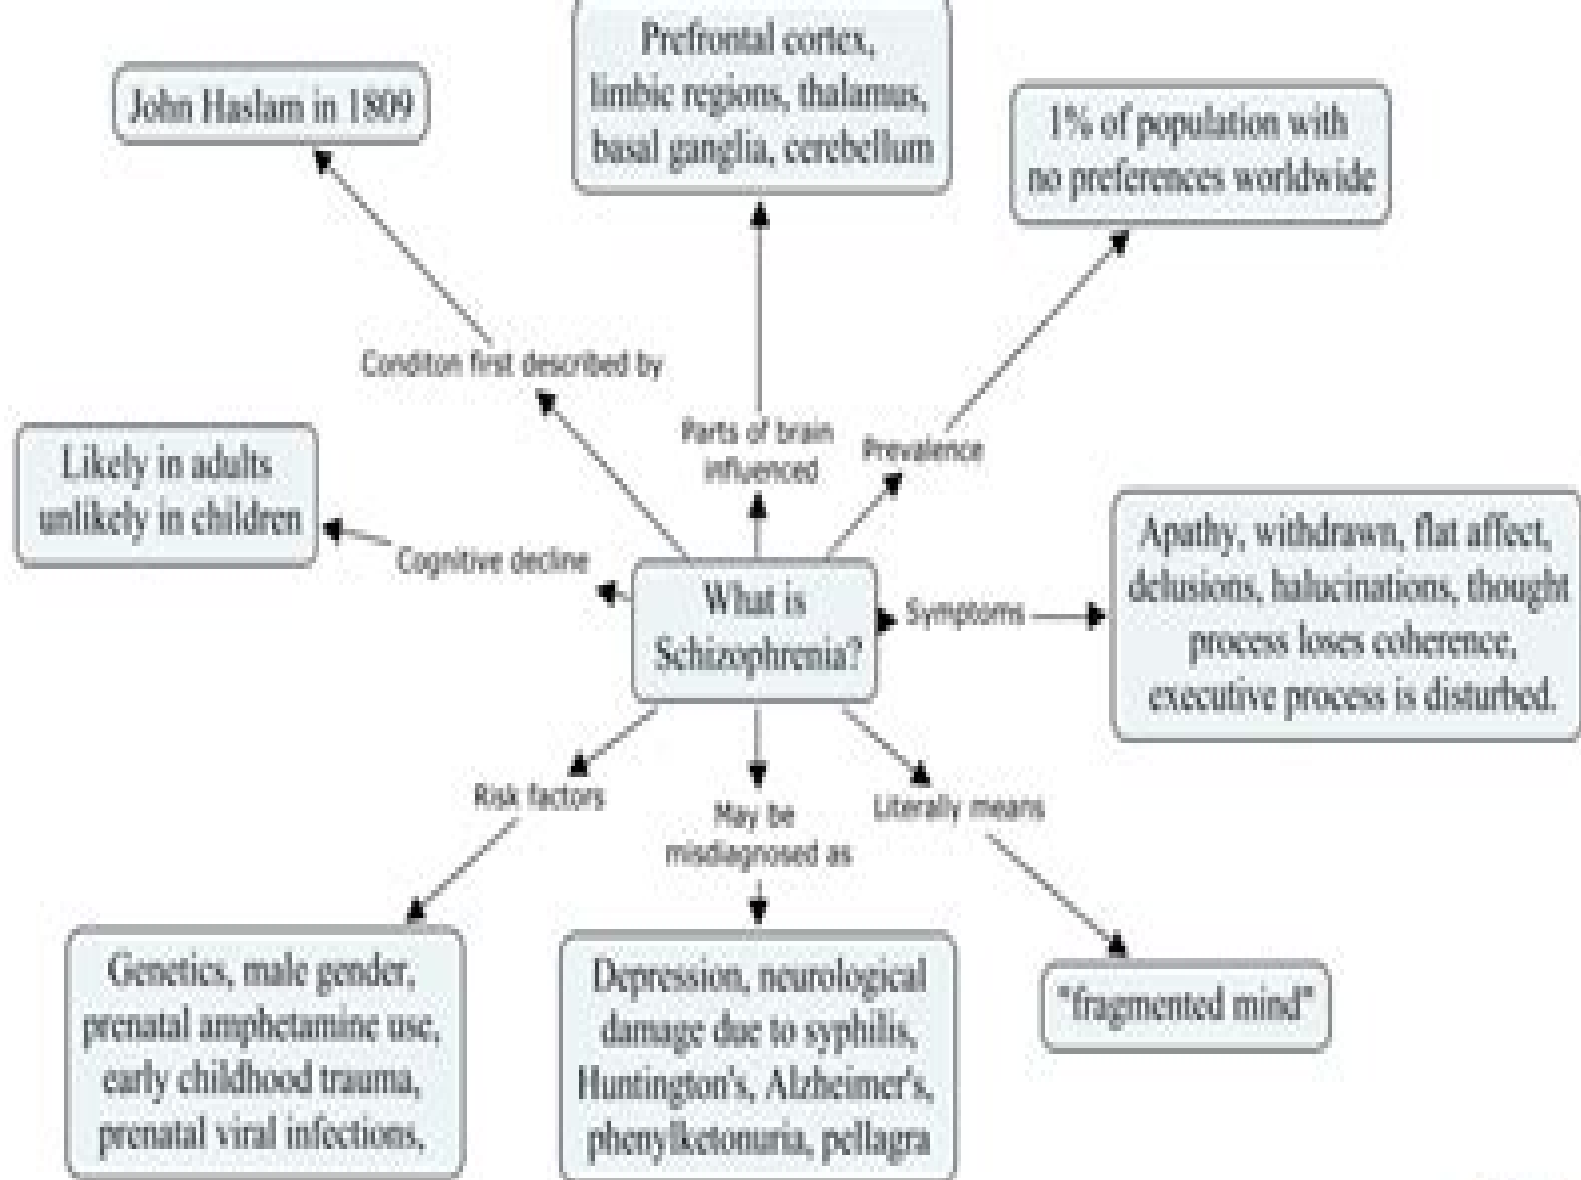 Prefrontal cortex,
limbic regions, thalamus,
basal ganglia, cerebellum
John Haslam in 1809
1% of population with
no preferences worldwide
Conditon first described by
Parts of brain
influenced
Prevalence
Likely in adults
unlikely in children
Cognitive decline
What is
Schizophrenia?
Symptoms
Apathy, withdrawn, flat affect,
delusions, halucinations, thought
process loses coherence,
executive process is disturbed.
Risk factors
May be
misdiagnosed as
Literally means
Genetics, male gender,
prenatal amphetamine use,
early childhood trauma,
prenatal viral infections,
Depression, neurological
damage due to syphilis,
Huntington's, Alzheimer's,
phenylketonuria, pellagra
"fragmented mind"